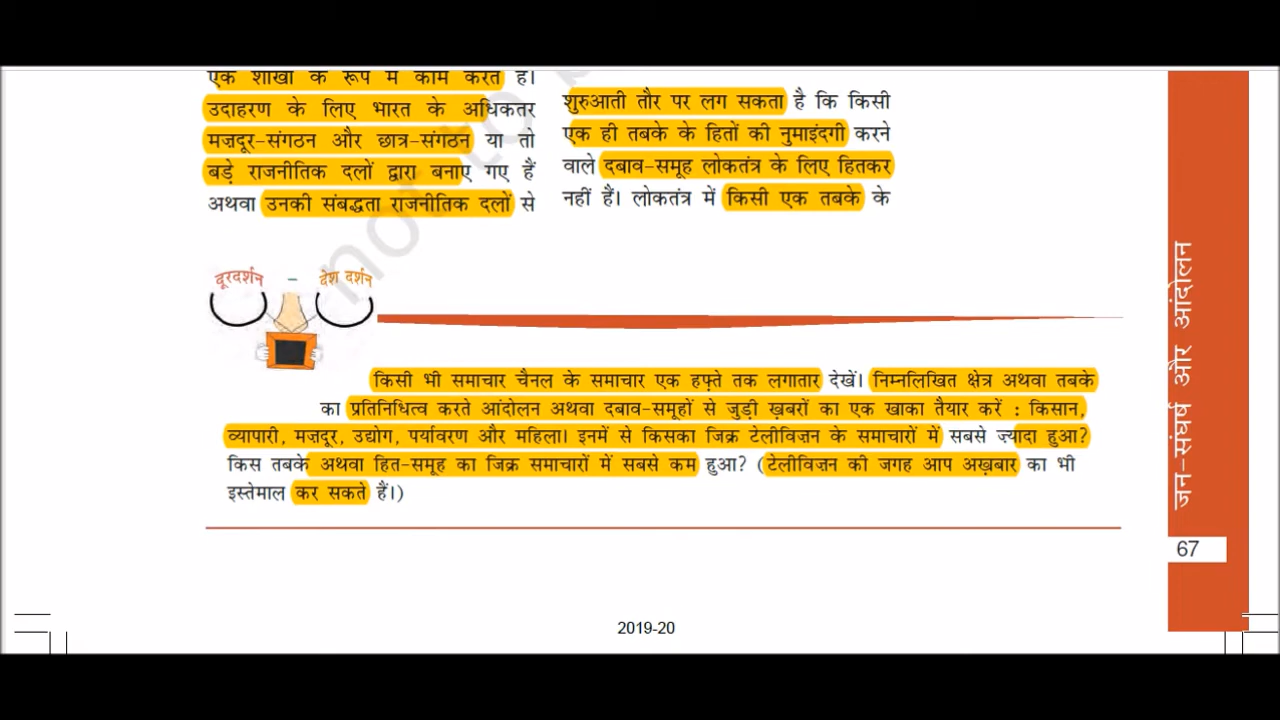 एक शाखा के रूप में काम करते हैं।
उदाहरण के लिए भारत के अधिकतर
मज़दूर-संगठन और छात्र-संगठन या तो
बड़े राजनीतिक दलों द्वारा बनाए गए हैं
अथवा उनकी संबद्धता राजनीतिक दलों से
शुरुआती तौर पर लग सकता है कि किसी
एक ही तबके के हितों की नुमाइंदगी करने
वाले दबाव-समूह लोकतंत्र के लिए हितकर
नहीं हैं। लोकतंत्र में किसी एक तबके के
not to b
दूरदर्शन – देश दर्शन
किसी भी समाचार चैनल के समाचार एक हफ़्ते तक लगातार देखें। निम्नलिखित क्षेत्र अथवा तबके
का प्रतिनिधित्व करते आंदोलन अथवा दबाव-समूहों से जुड़ी ख़बरों का एक खाका तैयार करें : किसान,
व्यापारी, मज़दूर, उद्योग, पर्यावरण और महिला। इनमें से किसका जिक्र टेलीविज़न के समाचारों में सबसे ज़्यादा हुआ?
किस तबके अथवा हित-समूह का जिक्र समाचारों में सबसे कम हुआ? (टेलीविज़न की जगह आप अख़बार का भी
इस्तेमाल कर सकते हैं।)
जन-संघर्ष और आंदोलन
67
2019-20